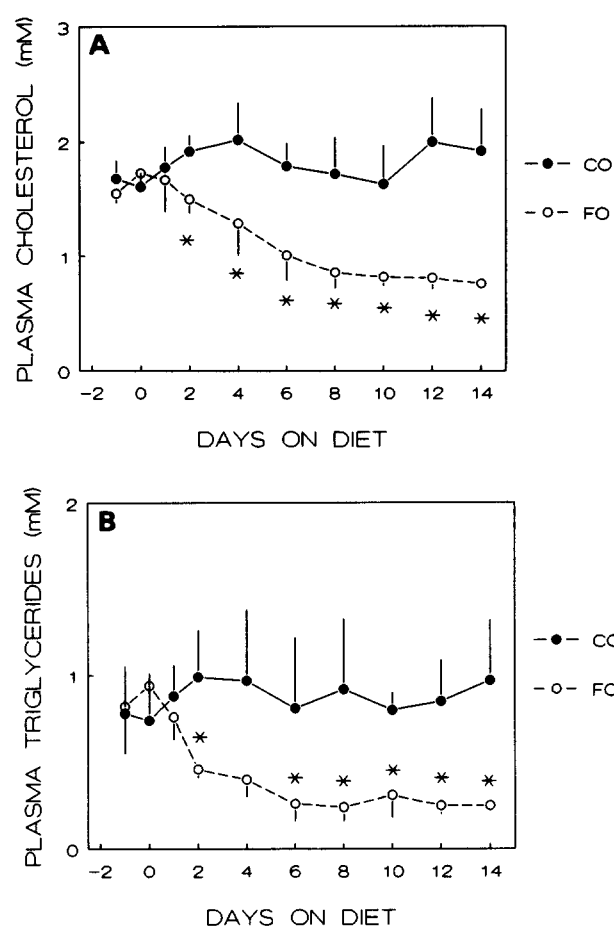 A
PLASMA CHOLESTEROL (mM)
3
2
1
0
-2 0 2 4 6 8 10 12 14
DAYS ON DIET
CO
FO
B
PLASMA TRIGLYCERIDES (mM)
2
1
0
-2 0 2 4 6 8 10 12 14
DAYS ON DIET
CO
FO